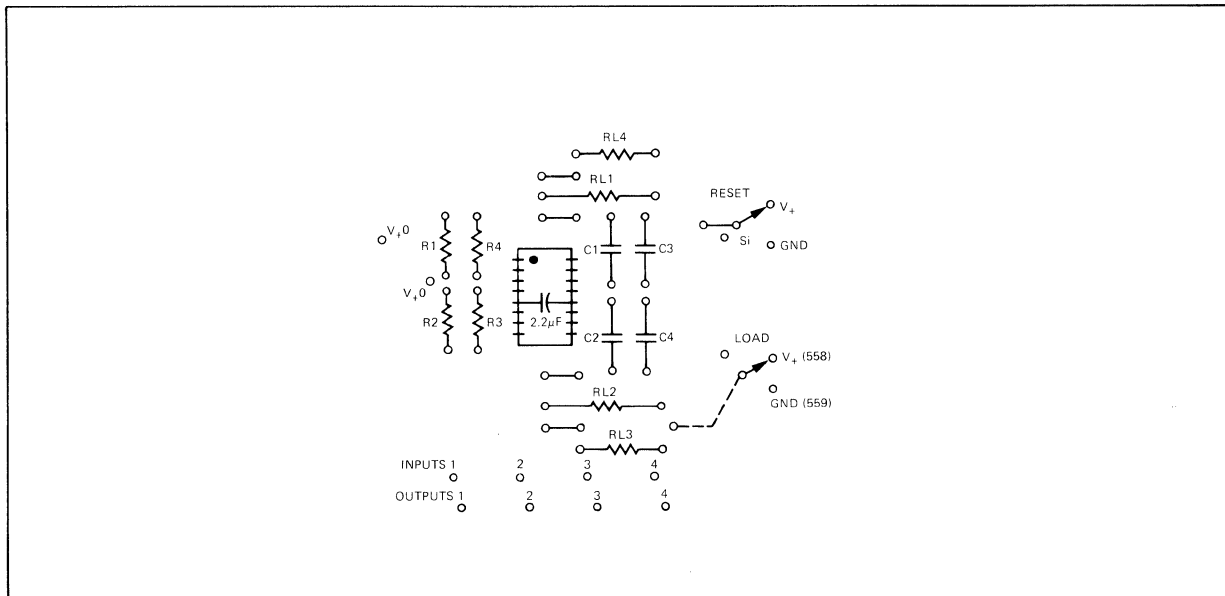 RL4
RL1
RESET
V+
Si
GND
V+0
R1
R4
C1
C3
V+0
R2
R3
2.2μF
C2
C4
LOAD
V+ (558)
GND (559)
RL2
RL3
INPUTS 1 2 3 4
OUTPUTS 1 2 3 4